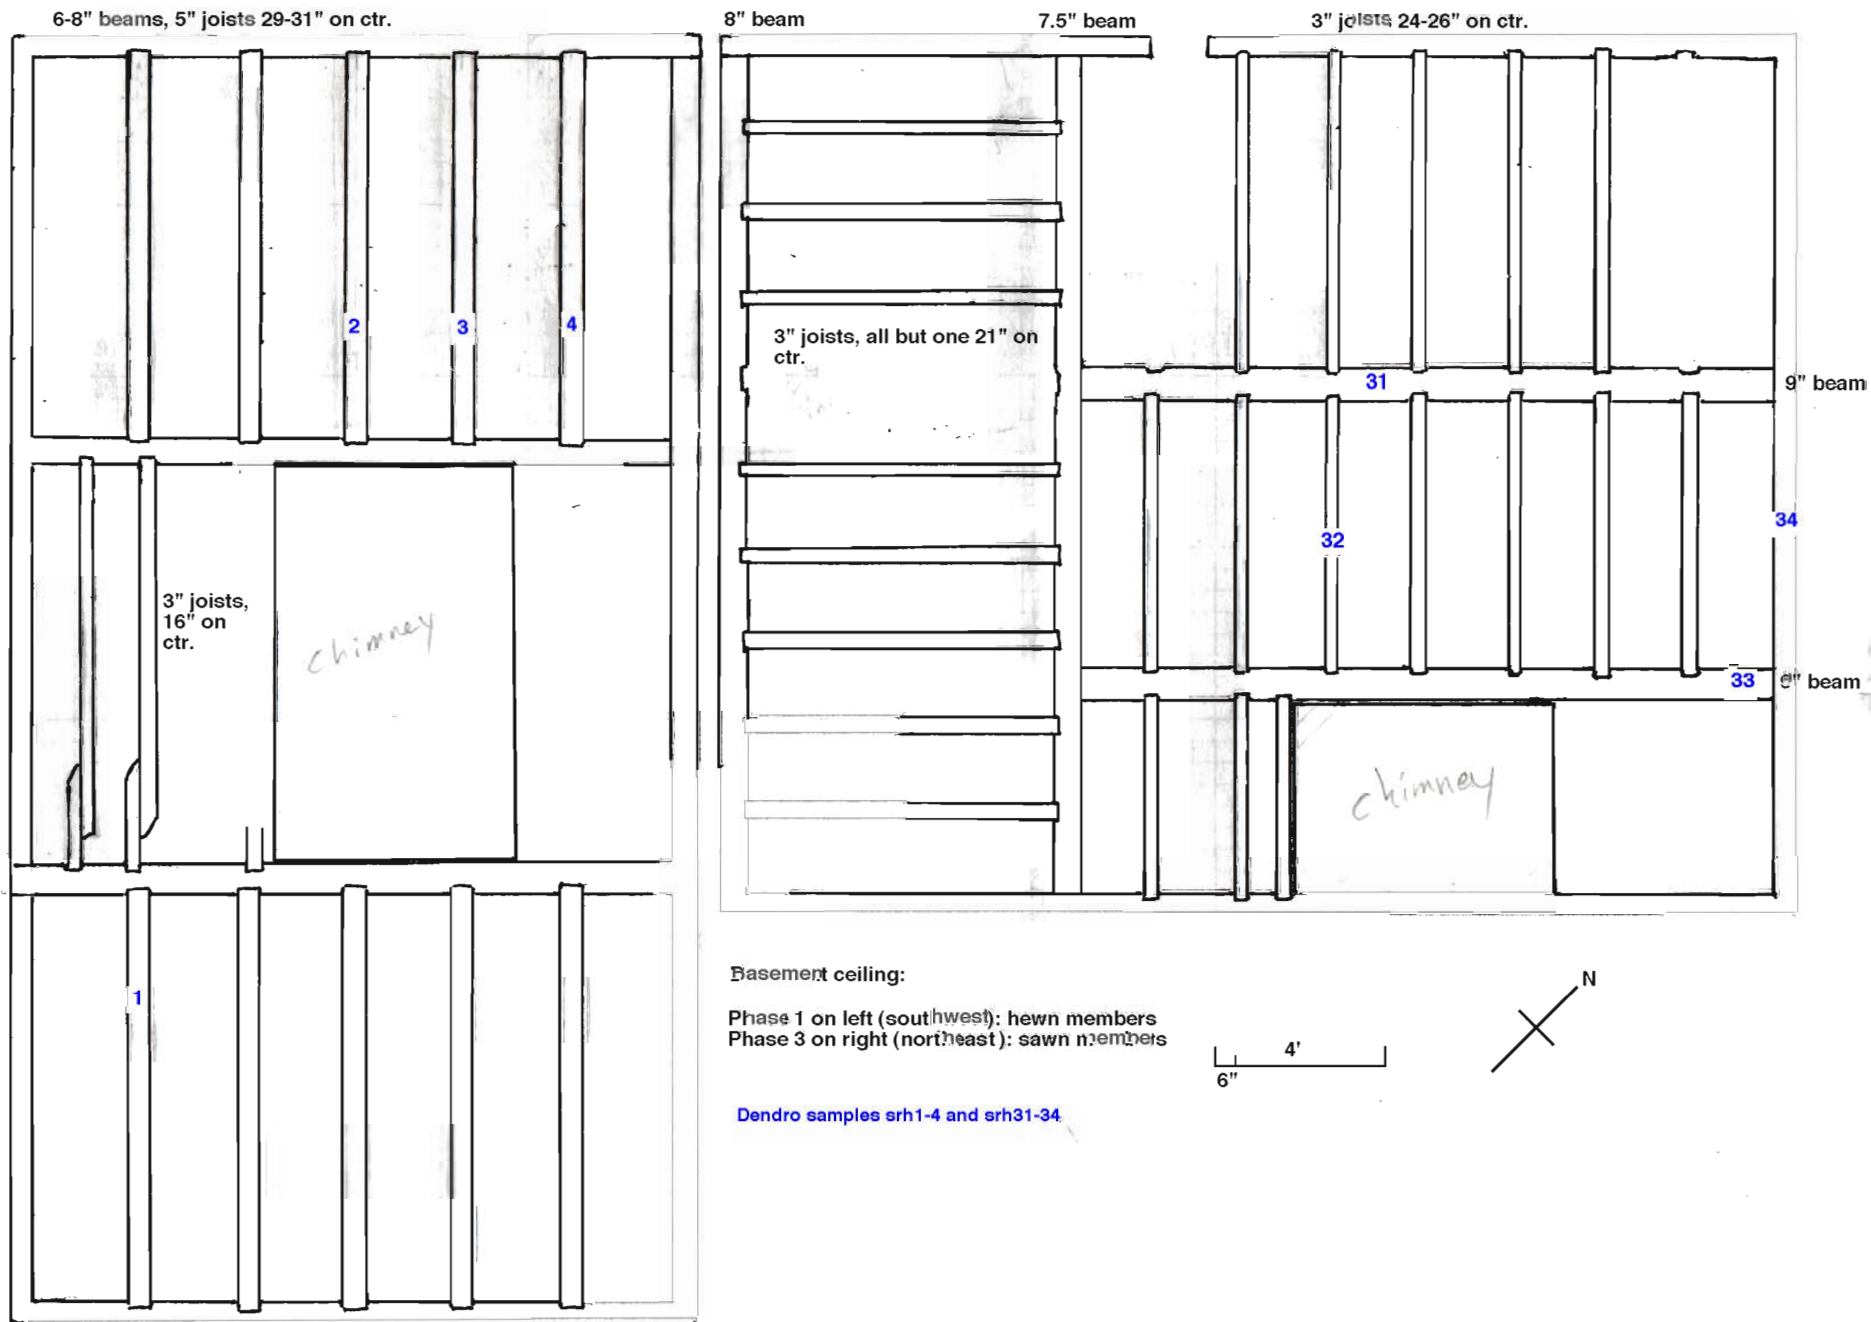 6-8" beams, 5" joists 29-31" on ctr.
8" beam
7.5" beam
3" joists 24-26" on ctr.
2
3
4
3" joists, all but one 21" on
ctr.
31
9" beam
32
34
3" joists,
16" on
ctr.
chimney
33
beam
chimney
1
Basement ceiling:
Phase 1 on left (southwest): hewn members
Phase 3 on right (northeast): sawn members
N
4'
6"
Dendro samples srh1-4 and srh31-34